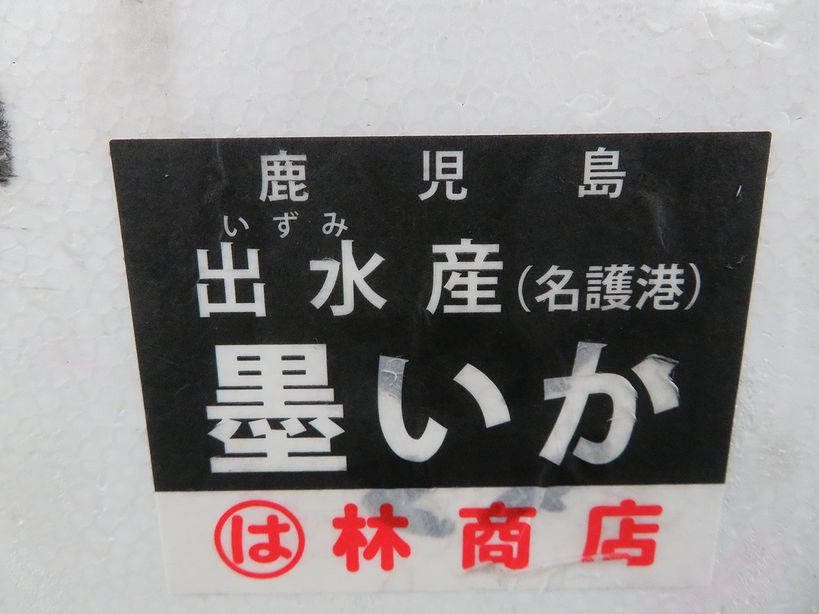 鹿児島
いずみ
出水産（名護港）
墨いか
は 林商店